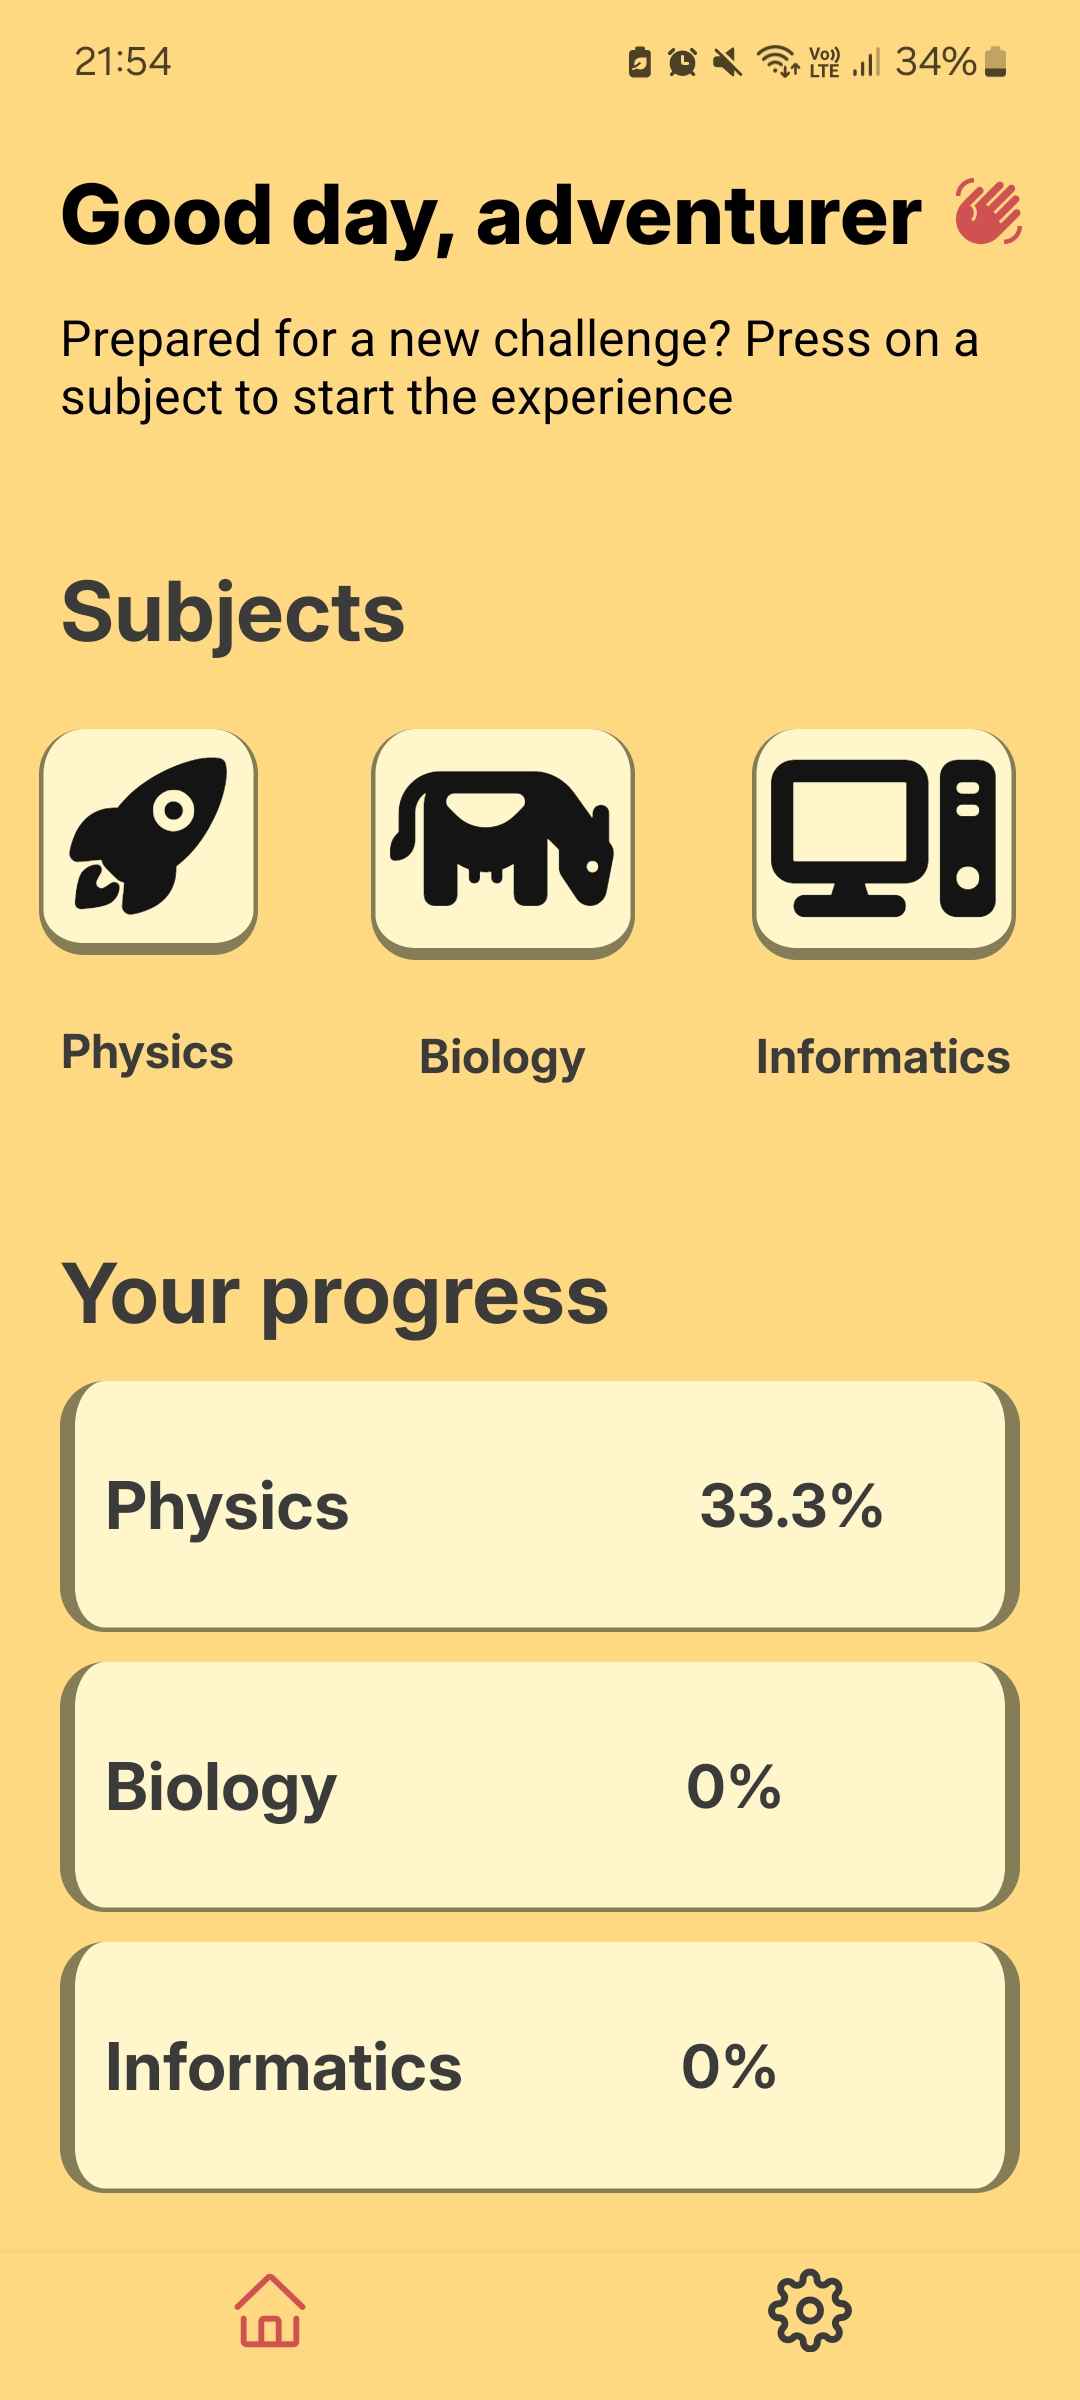 21:54
Vo)) LTE 34%
Good day, adventurer
Prepared for a new challenge? Press on a
subject to start the experience
Subjects
Physics Biology Informatics
Your progress
Physics 33.3%
Biology 0%
Informatics 0%